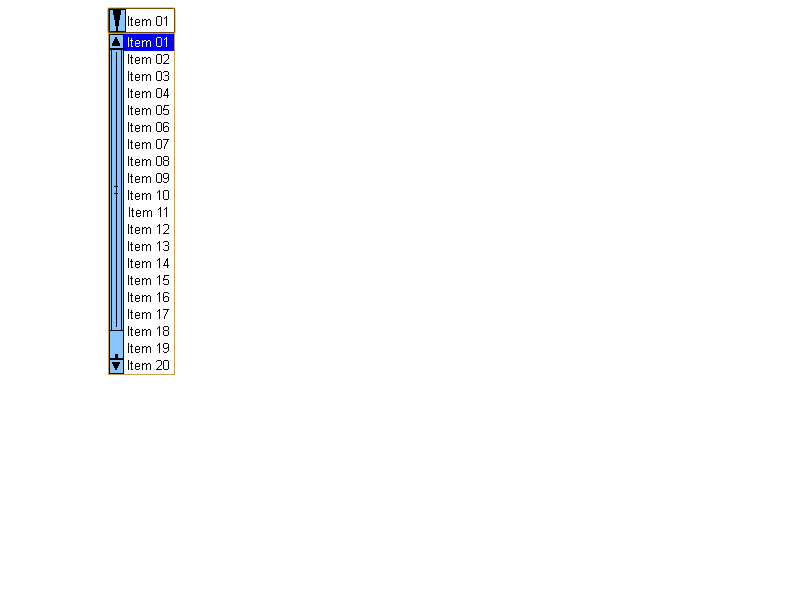 Item 01
Item 01
Item 02
Item 03
Item 04
Item 05
Item 06
Item 07
Item 08
Item 09
Item 10
Item 11
Item 12
Item 13
Item 14
Item 15
Item 16
Item 17
Item 18
Item 19
Item 20